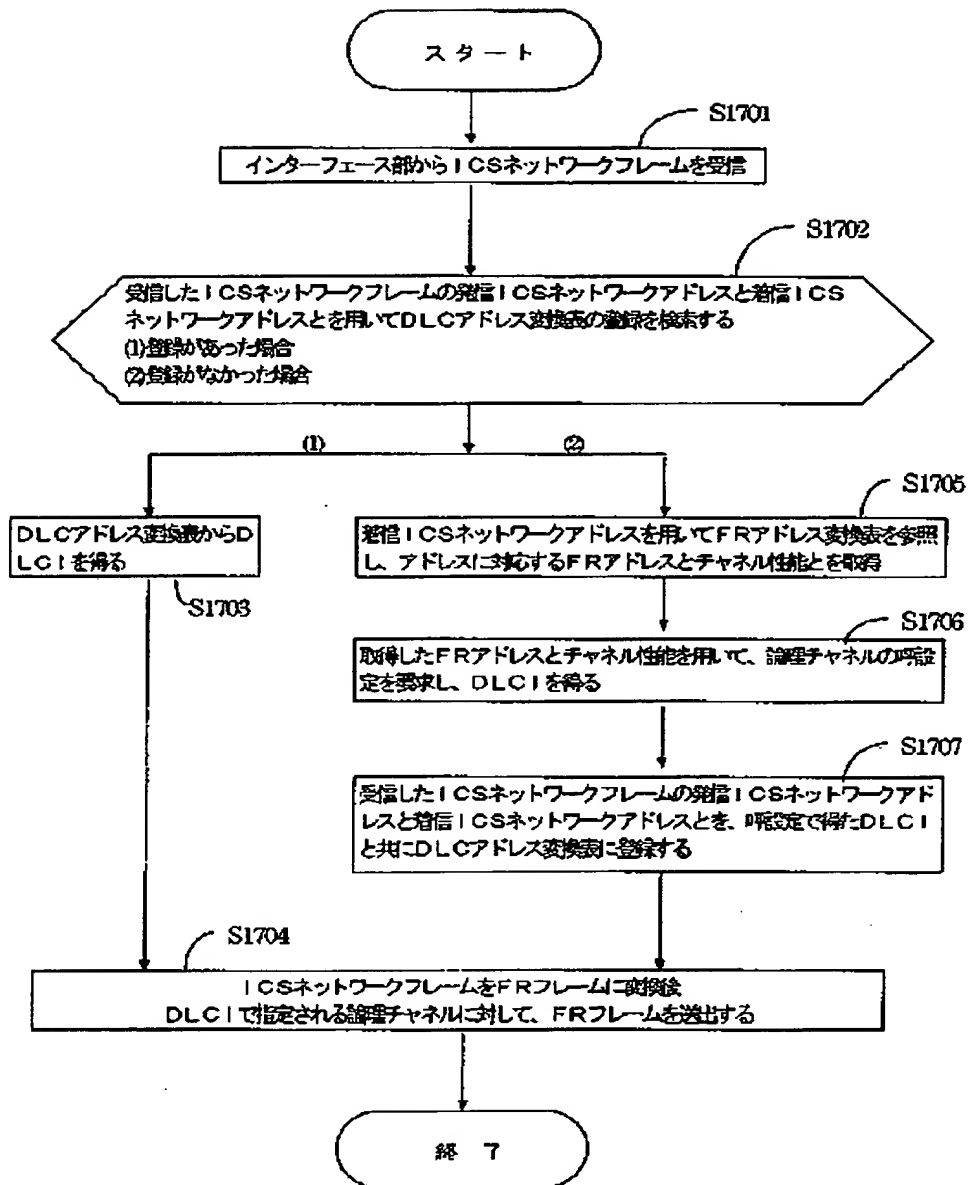 スタート
S1701
インターフェース部からICSネットワークフレームを受信
S1702
受信したICSネットワークフレームの発信ICSネットワークアドレスと着信ICS
ネットワークアドレスとを用いてDLCアドレス変換表の登録を検索する
(1)登録があった場合
(2)登録がなかった場合
(1)
(2)
DLCアドレス変換表からD
LCIを得る
S1703
S1705
着信ICSネットワークアドレスを用いてFRアドレス変換表を参照
し、アドレスに対応するFRアドレスとチャネル性能とを取得
S1706
取得したFRアドレスとチャネル性能を用いて、論理チャネルの呼設
定を要求し、DLCIを得る
S1707
受信したICSネットワークフレームの発信ICSネットワークアド
レスと着信ICSネットワークアドレスとを、呼設定で得たDLCI
と共にDLCアドレス変換表に登録する
S1704
ICSネットワークフレームをFRフレームに変換後
DLCIで指定される論理チャネルに対して、FRフレームを送出する
終了